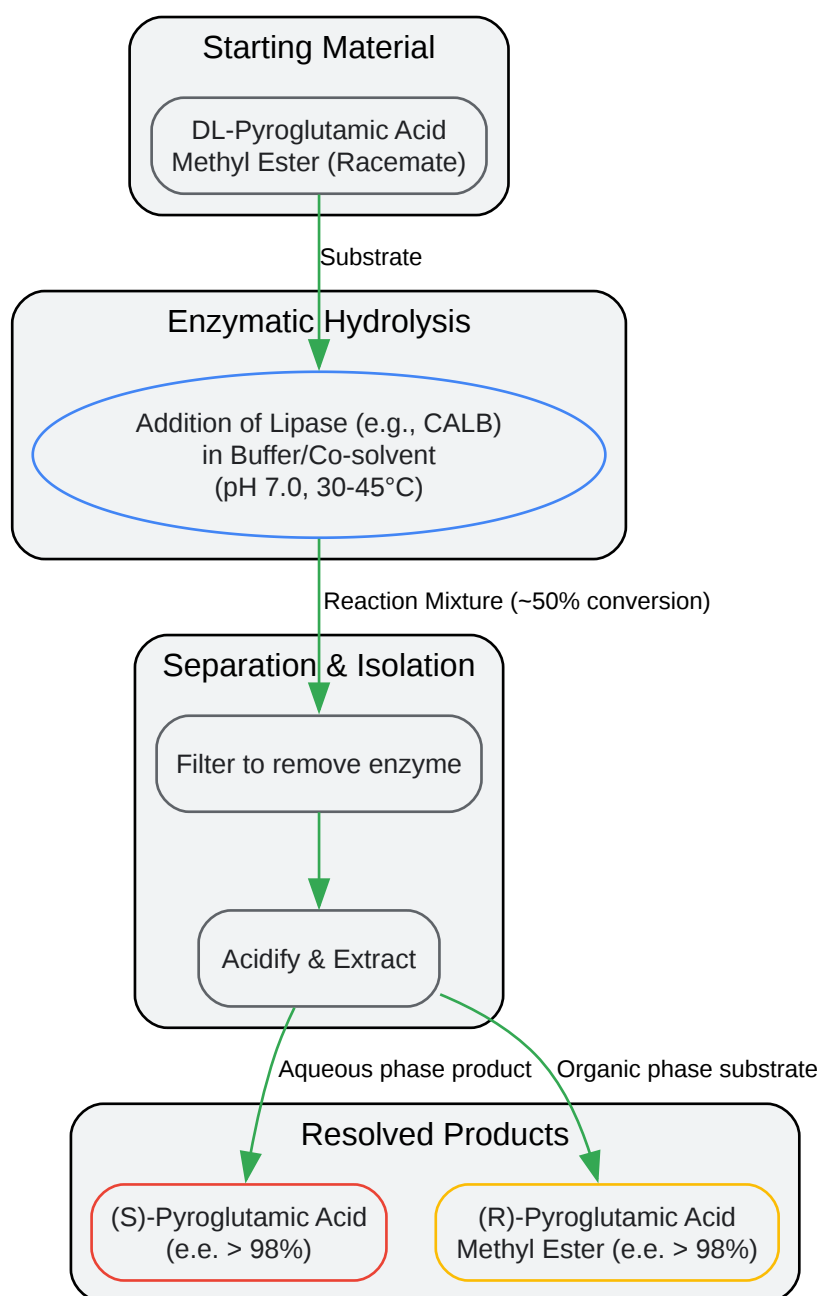 Starting Material
DL-Pyroglutamic Acid
Methyl Ester (Racemate)
Substrate
Enzymatic Hydrolysis
Addition of Lipase (e.g., CALB)
in Buffer/Co-solvent
(pH 7.0, 30-45°C)
Reaction Mixture (~50% conversion)
Separation & Isolation
Filter to remove enzyme
Acidify & Extract
Aqueous phase product
Organic phase substrate
Resolved Products
(S)-Pyroglutamic Acid
(e.e. > 98%)
(R)-Pyroglutamic Acid
Methyl Ester (e.e. > 98%)